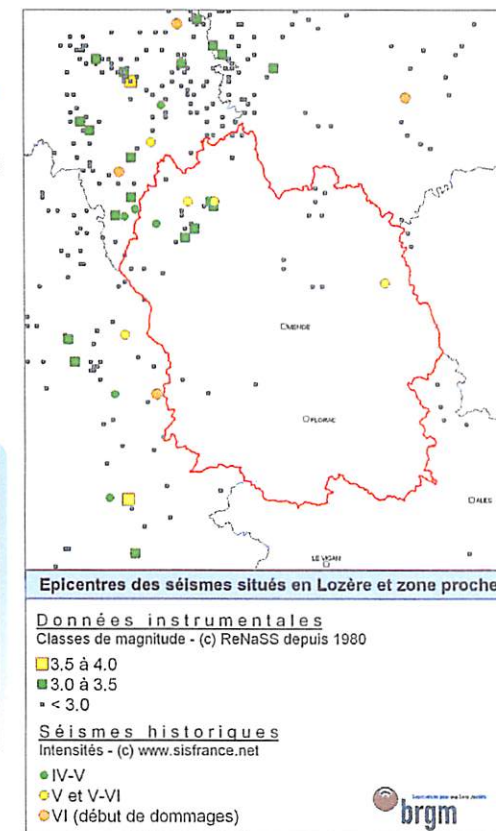 MENDE
FLORAC
ALES
LE VIGAN
Epicentres des séismes situés en Lozère et zone proche
Données instrumentales
Classes de magnitude - (c) ReNaSS depuis 1980
3.5 à 4.0
3.0 à 3.5
< 3.0
Séismes historiques
Intensités - (c) www.sisfrance.net
IV-V
V et V-VI
VI (début de dommages)
brgm